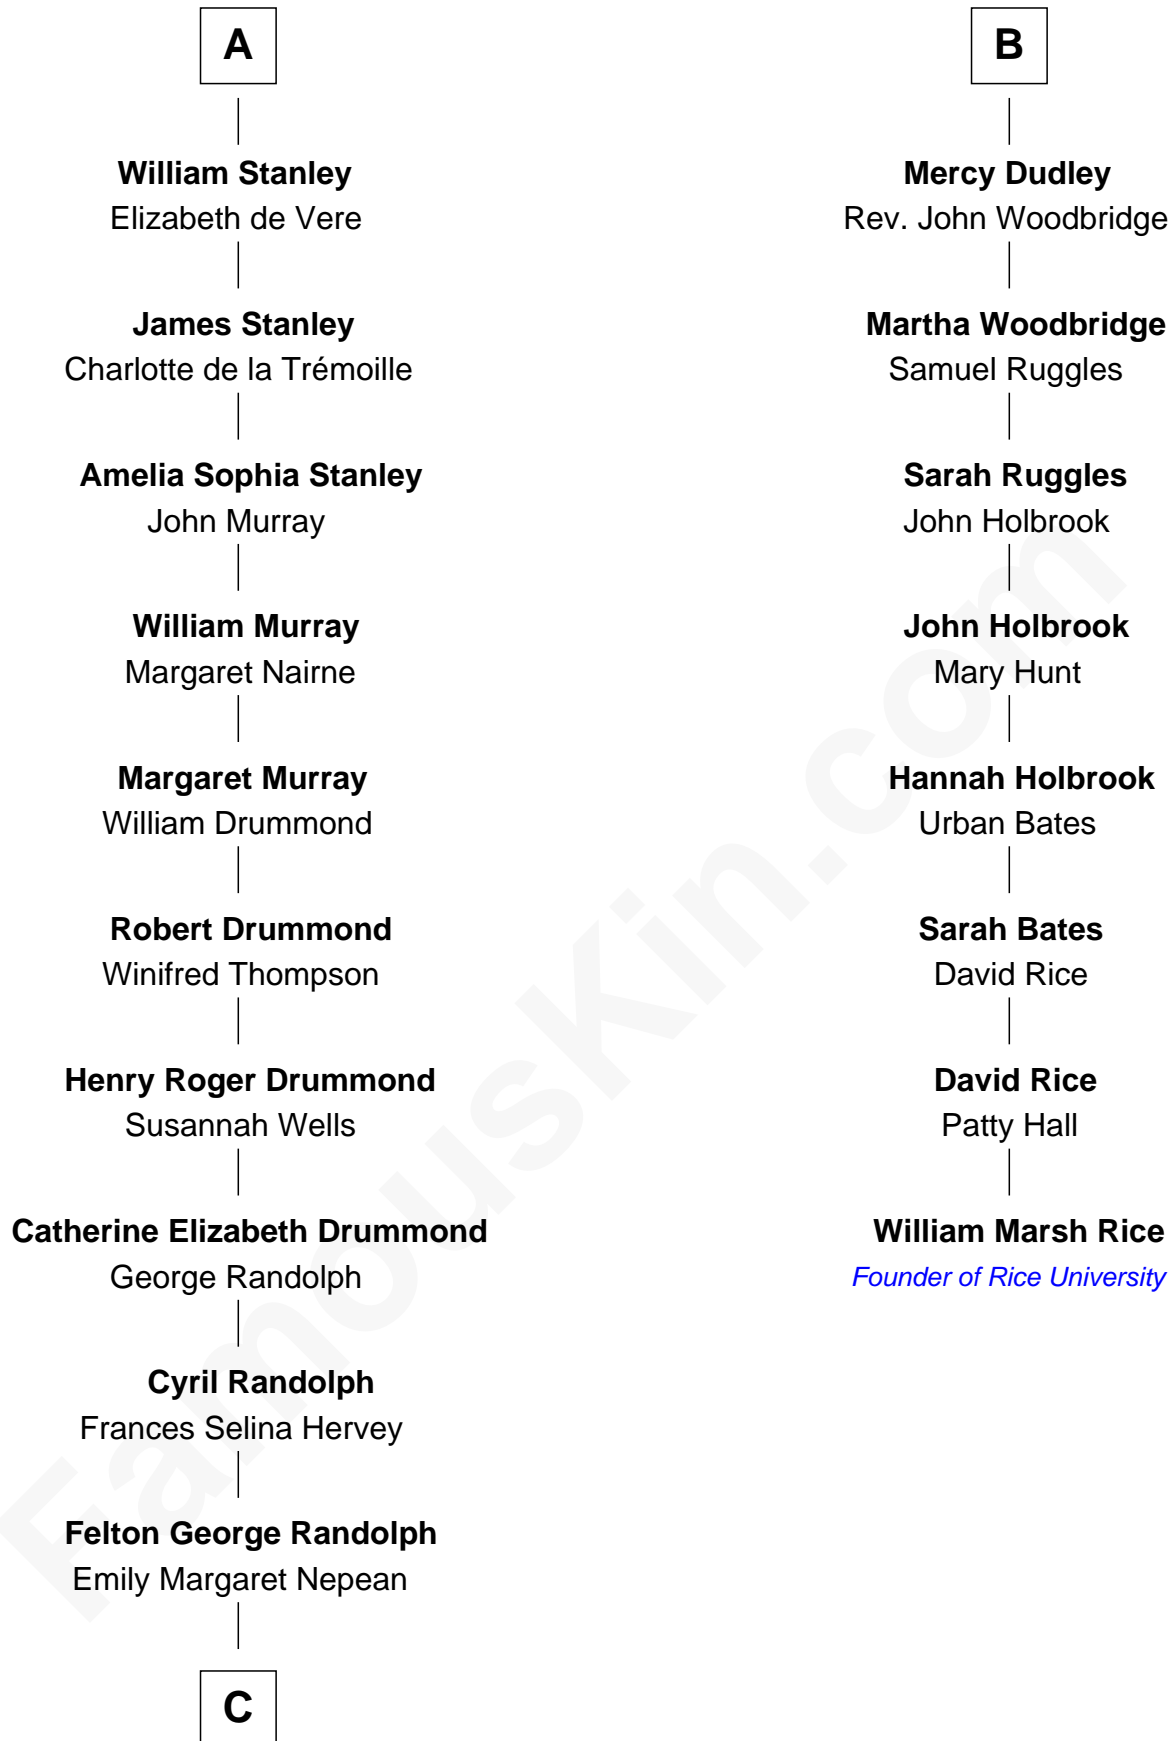 A
William Stanley
Elizabeth de Vere
James Stanley
Charlotte de la Trémoille
Amelia Sophia Stanley
John Murray
William Murray
Margaret Nairne
Margaret Murray
William Drummond
Robert Drummond
Winifred Thompson
Henry Roger Drummond
Susannah Wells
Catherine Elizabeth Drummond
George Randolph
Cyril Randolph
Frances Selina Hervey
Felton George Randolph
Emily Margaret Nepean
C
B
Mercy Dudley
Rev. John Woodbridge
Martha Woodbridge
Samuel Ruggles
Sarah Ruggles
John Holbrook
John Holbrook
Mary Hunt
Hannah Holbrook
Urban Bates
Sarah Bates
David Rice
David Rice
Patty Hall
William Marsh Rice
Founder of Rice University
FamousKin.com